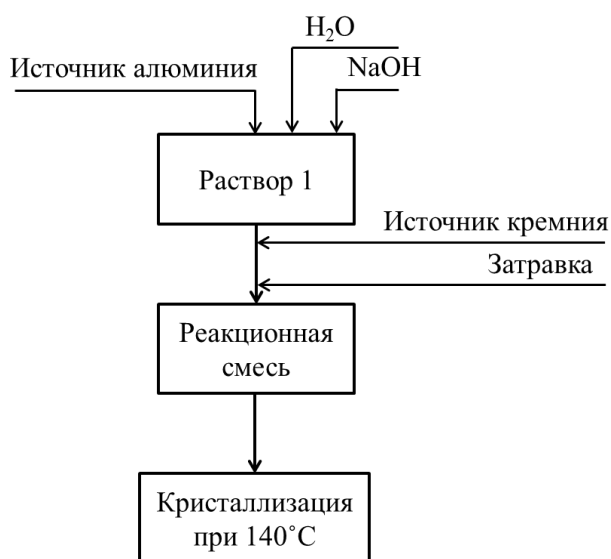 H₂O
Источник алюминия
NaOH
Раствор 1
Источник кремния
Затравка
Реакционная
смесь
Кристаллизация
при 140˚C